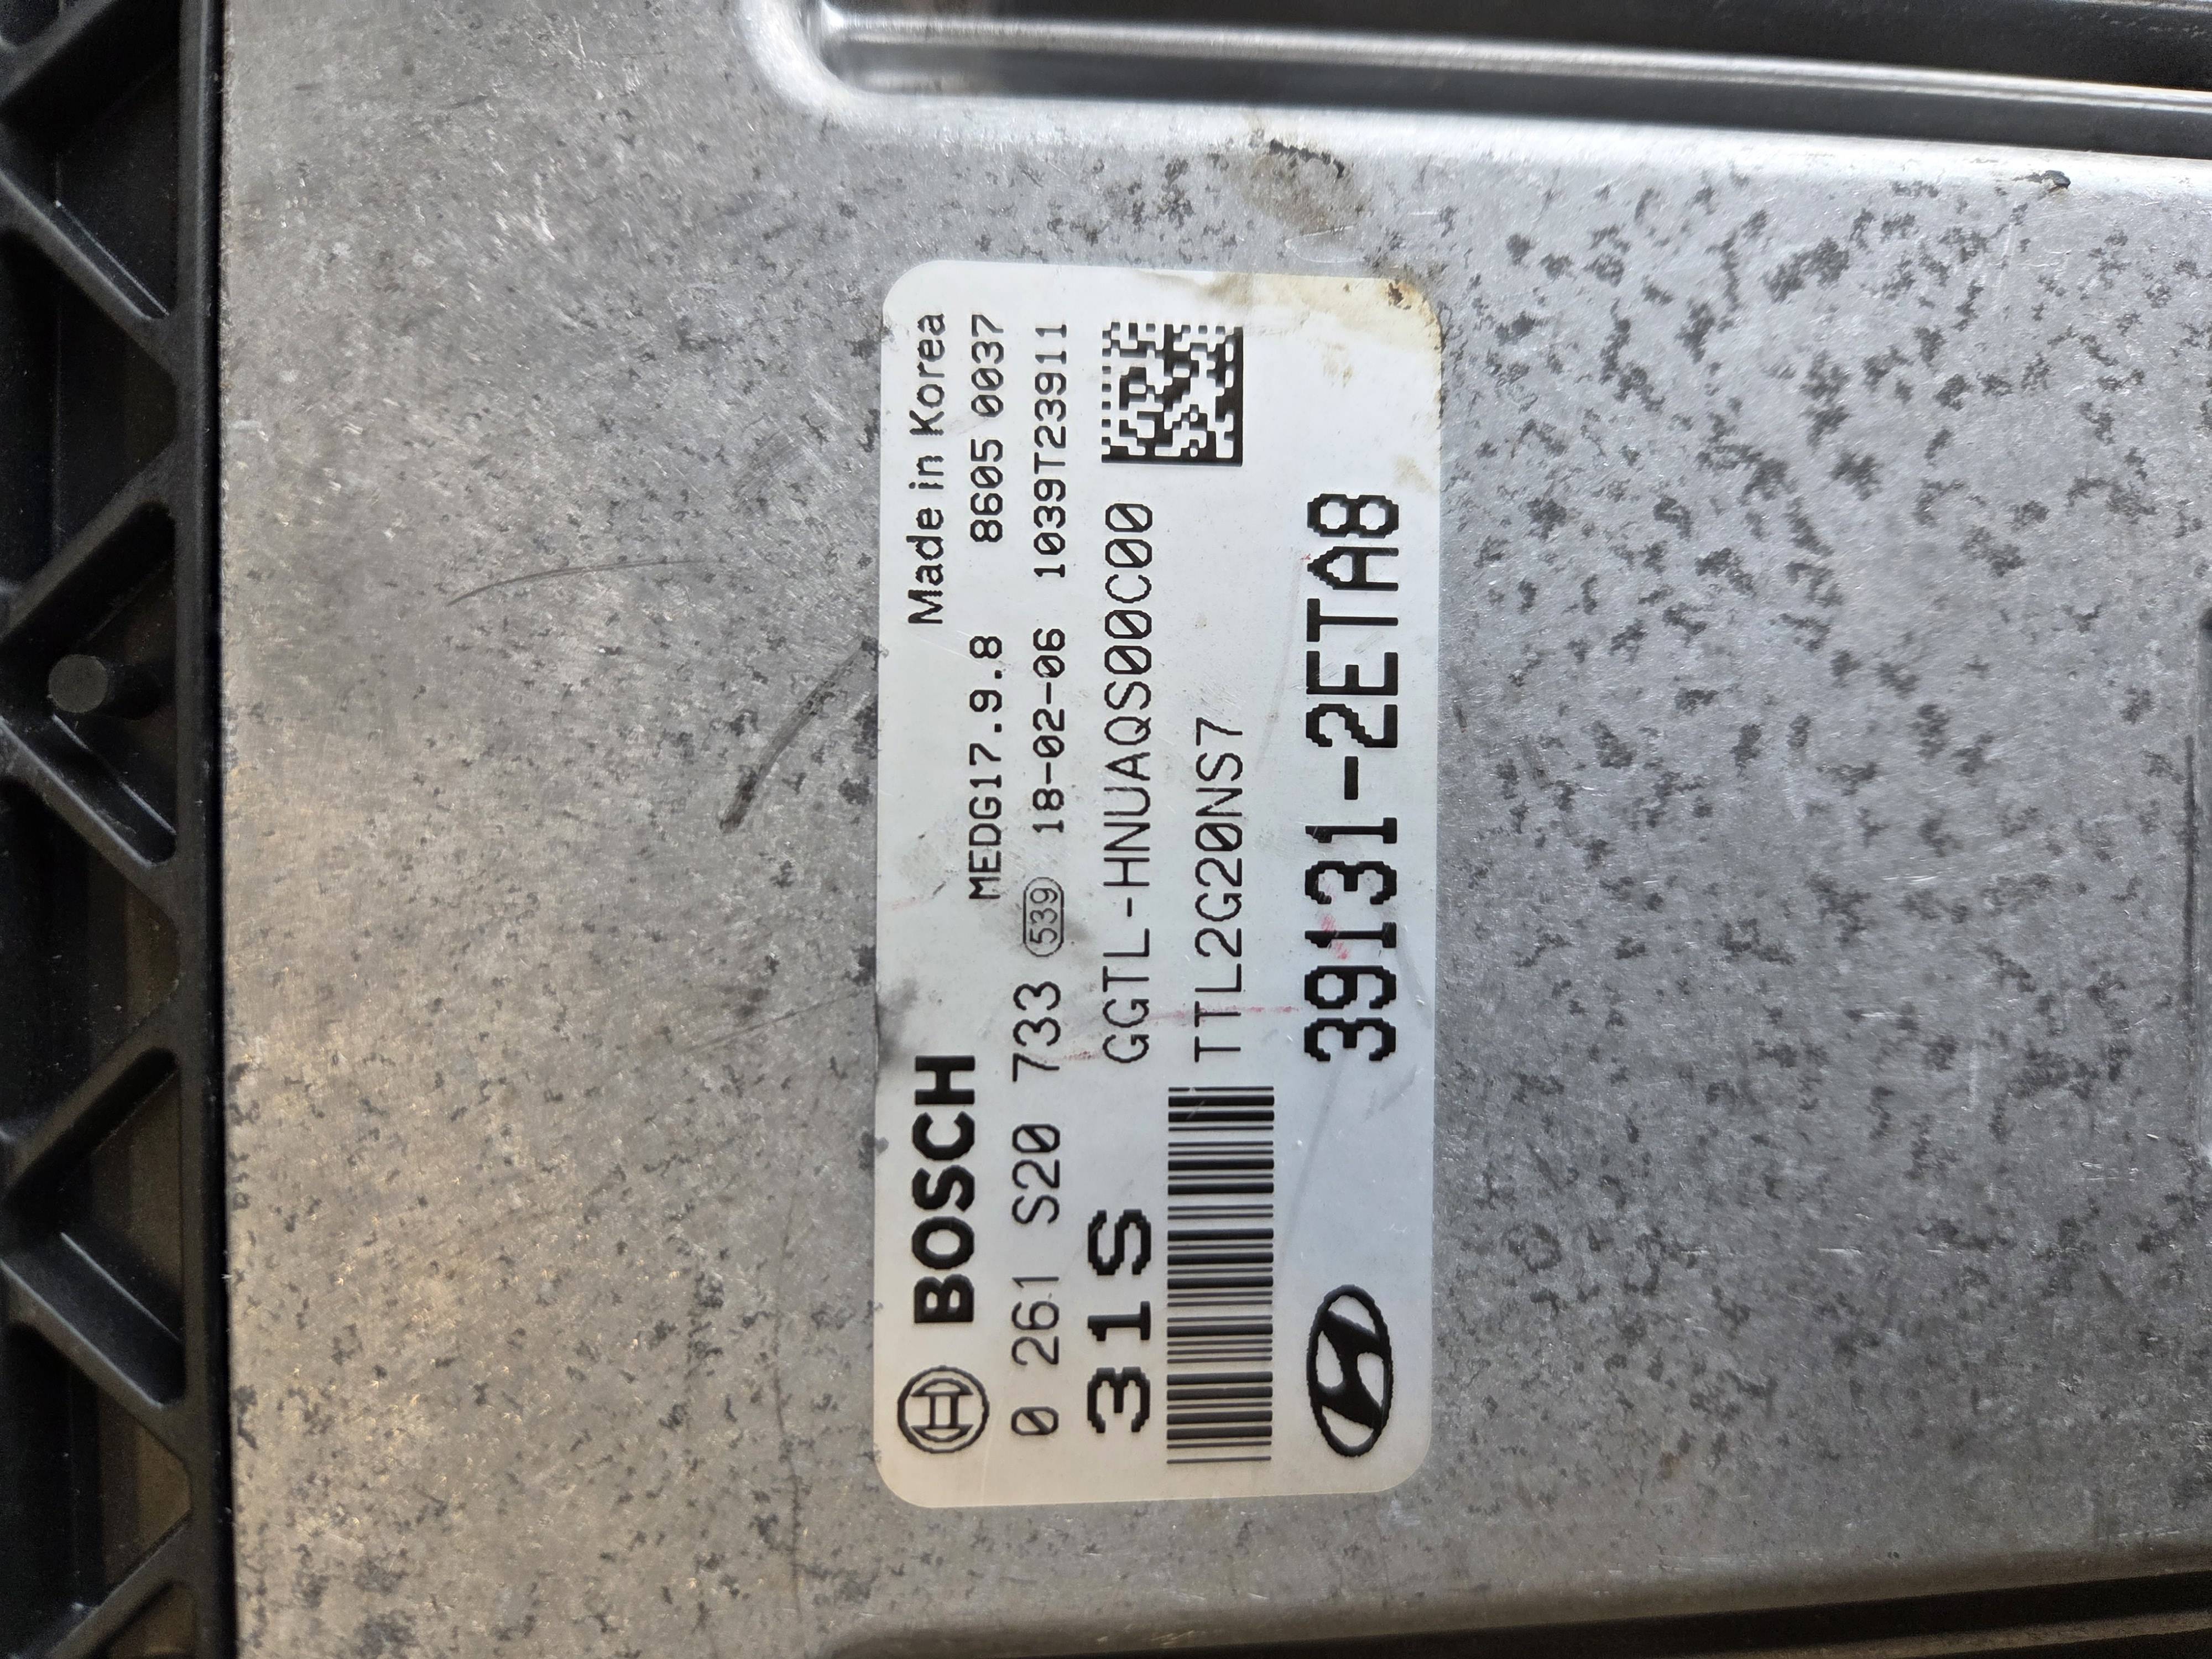 BOSCH Made in Korea
MEDG17.9.8 8605 0037
0 261 S20 733 539 18-02-06 1039T23911
31S GGTL-HNUAQS00C00
TTL2G20NS7
39131-2ETA8